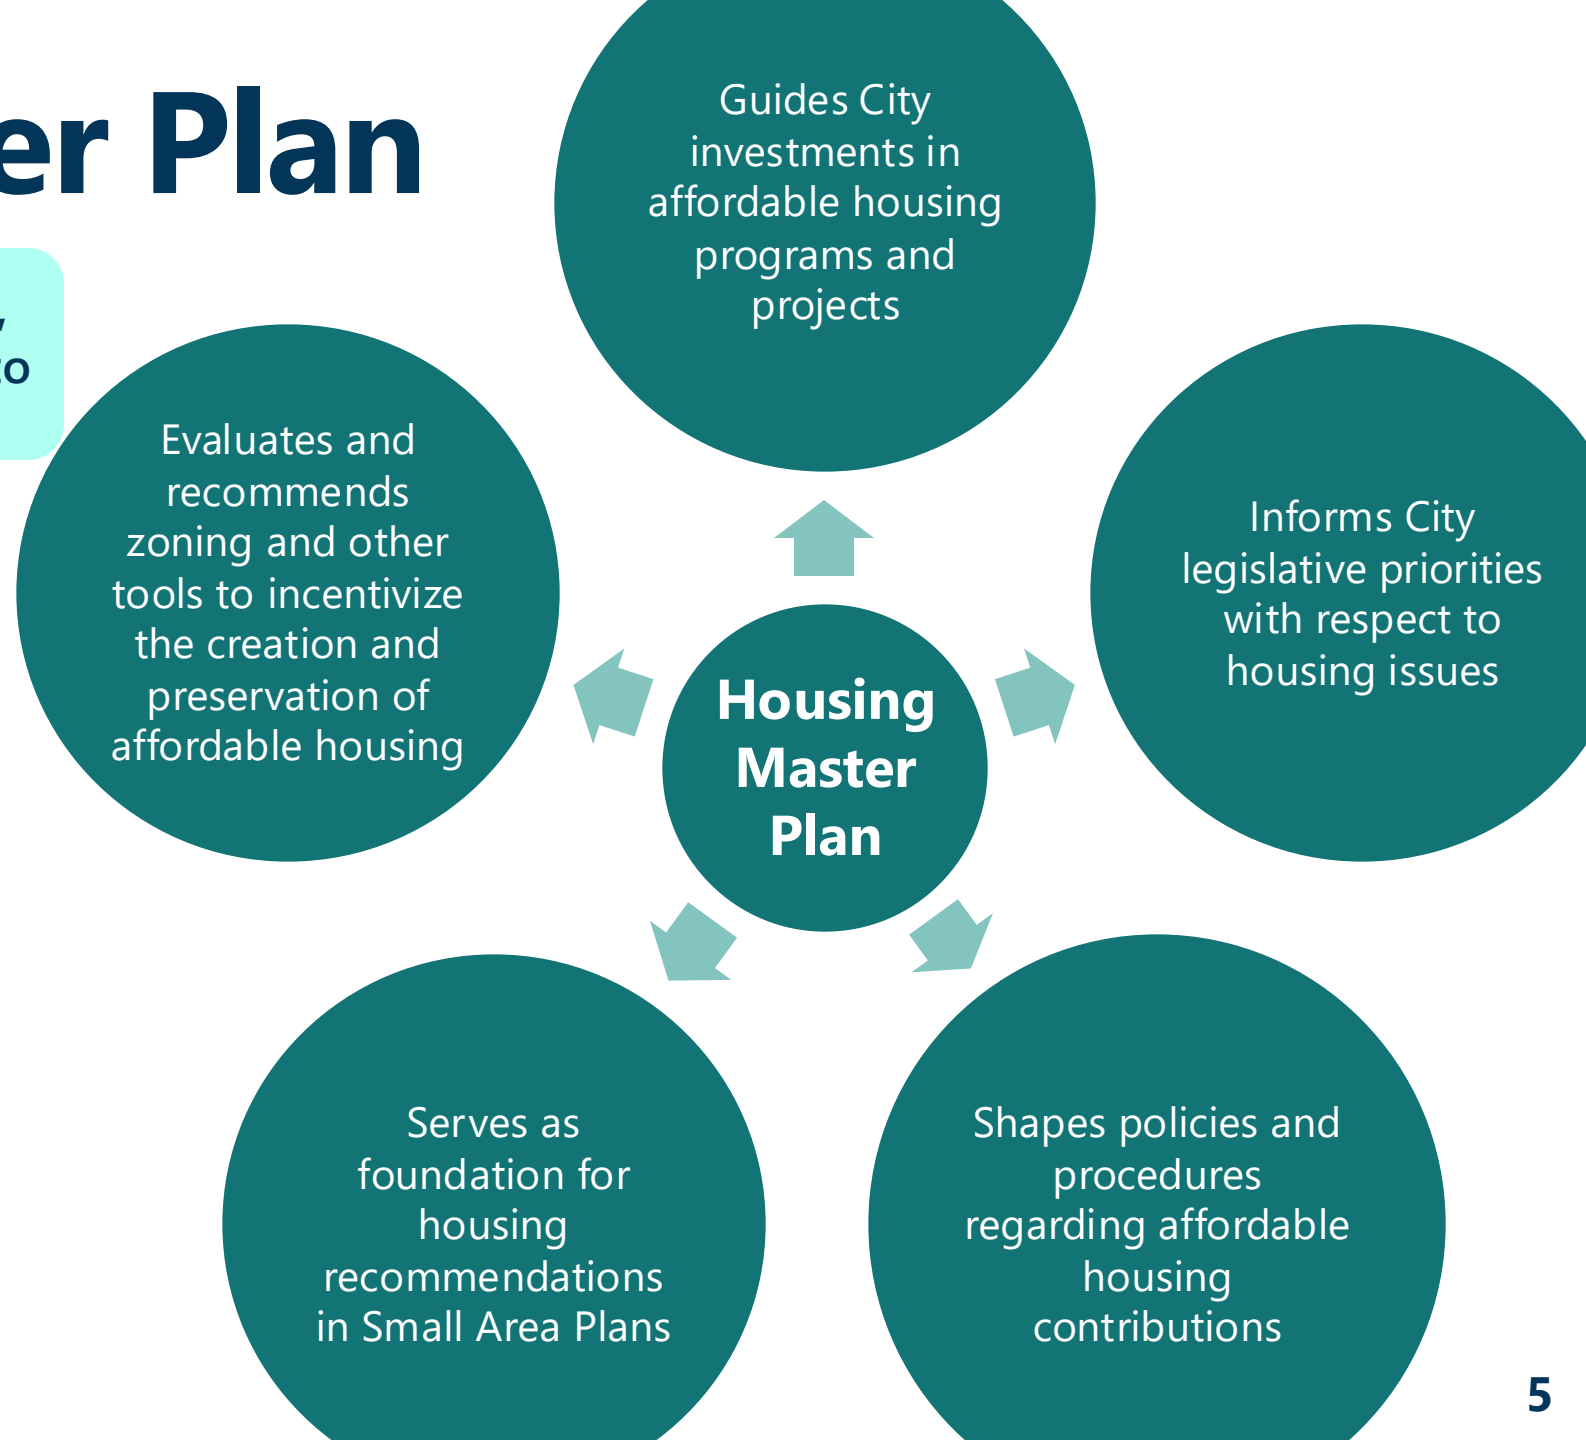 er Plan
,
to
Guides City
investments in
affordable housing
programs and
projects
Informs City
legislative priorities
with respect to
housing issues
Shapes policies and
procedures
regarding affordable
housing
contributions
Serves as
foundation for
housing
recommendations
in Small Area Plans
Evaluates and
recommends
zoning and other
tools to incentivize
the creation and
preservation of
affordable housing
Housing
Master
Plan
5